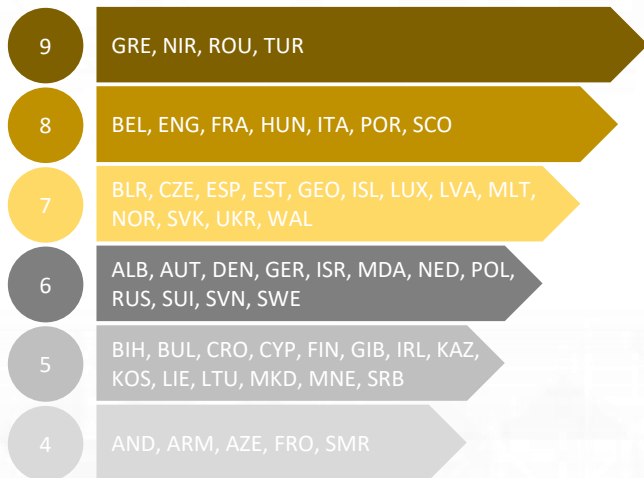 9
GRE, NIR, ROU, TUR
8
BEL, ENG, FRA, HUN, ITA, POR, SCO
7
BLR, CZE, ESP, EST, GEO, ISL, LUX, LVA, MLT,
NOR, SVK, UKR, WAL
6
ALB, AUT, DEN, GER, ISR, MDA, NED, POL,
RUS, SUI, SVN, SWE
5
BIH, BUL, CRO, CYP, FIN, GIB, IRL, KAZ,
KOS, LIE, LTU, MKD, MNE, SRB
4
AND, ARM, AZE, FRO, SMR